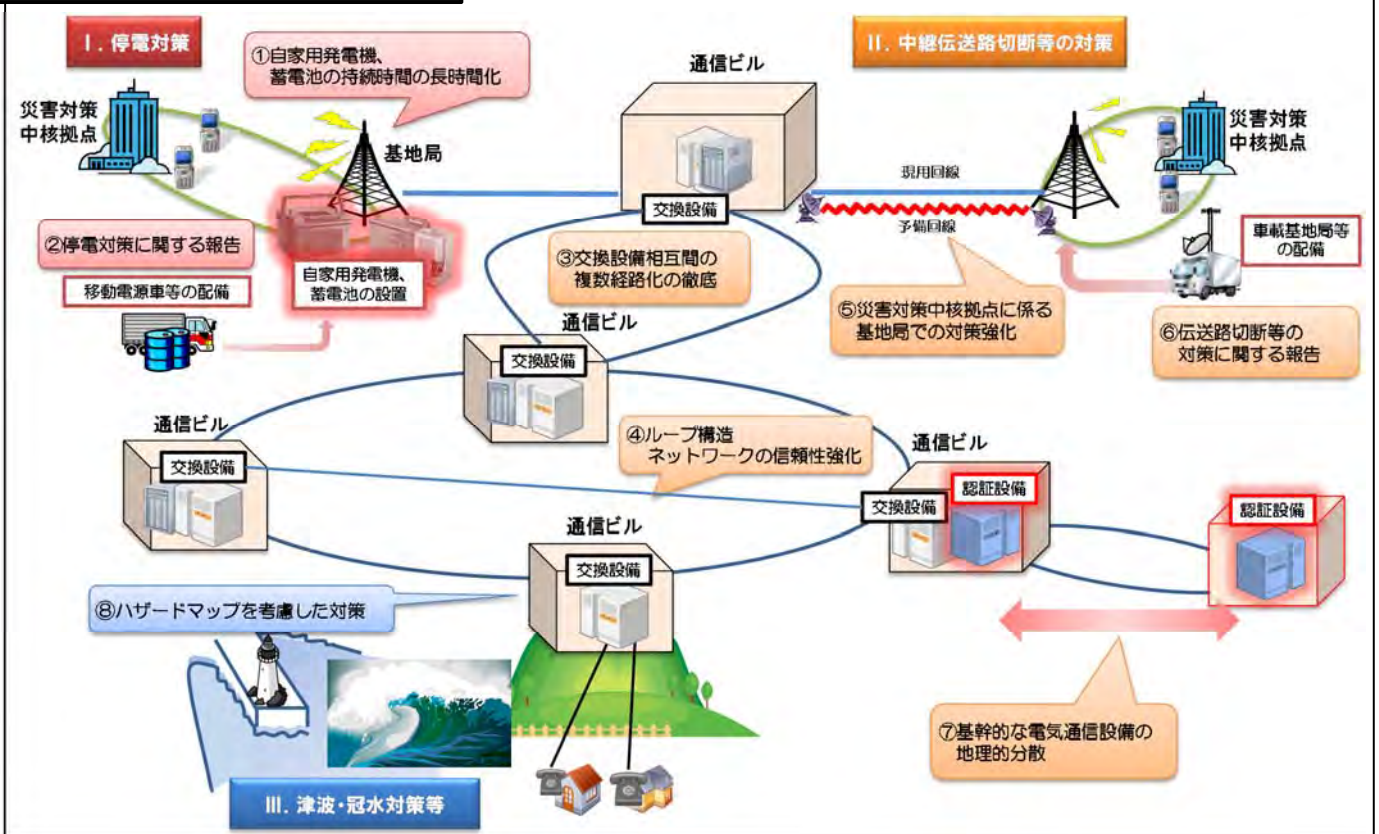 I. 停電対策
①自家用発電機、
蓄電池の持続時間の長時間化
災害対策
中核拠点
基地局
②停電対策に関する報告
移動電源車等の配備
自家用発電機、
蓄電池の設置
通信ビル
交換設備
II. 中継伝送路切断等の対策
現用回線
予備回線
災害対策
中核拠点
車載基地局等
の配備
③交換設備相互間の
複数経路化の徹底
⑤災害対策中核拠点に係る
基地局での対策強化
⑥伝送路切断等の
対策に関する報告
通信ビル
交換設備
通信ビル
交換設備
④ループ構造
ネットワークの信頼性強化
通信ビル
交換設備
認証設備
認証設備
通信ビル
交換設備
⑧ハザードマップを考慮した対策
⑦基幹的な電気通信設備の
地理的分散
III. 津波・冠水対策等